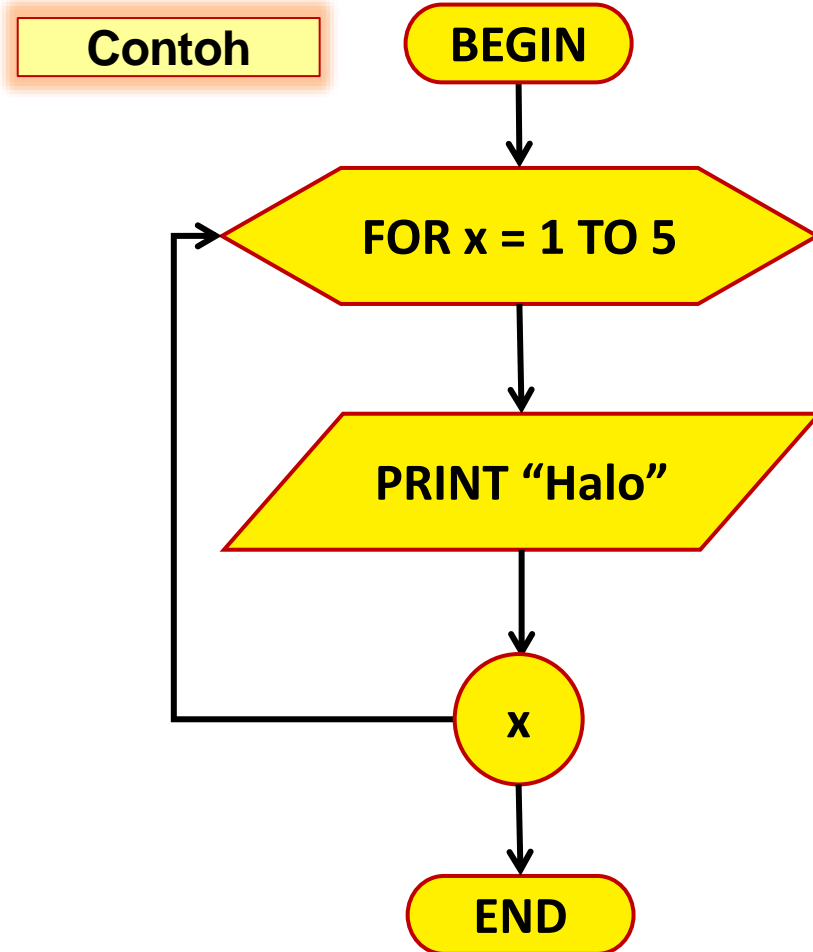 Contoh
BEGIN
FOR x = 1 TO 5
PRINT “Halo”
x
END